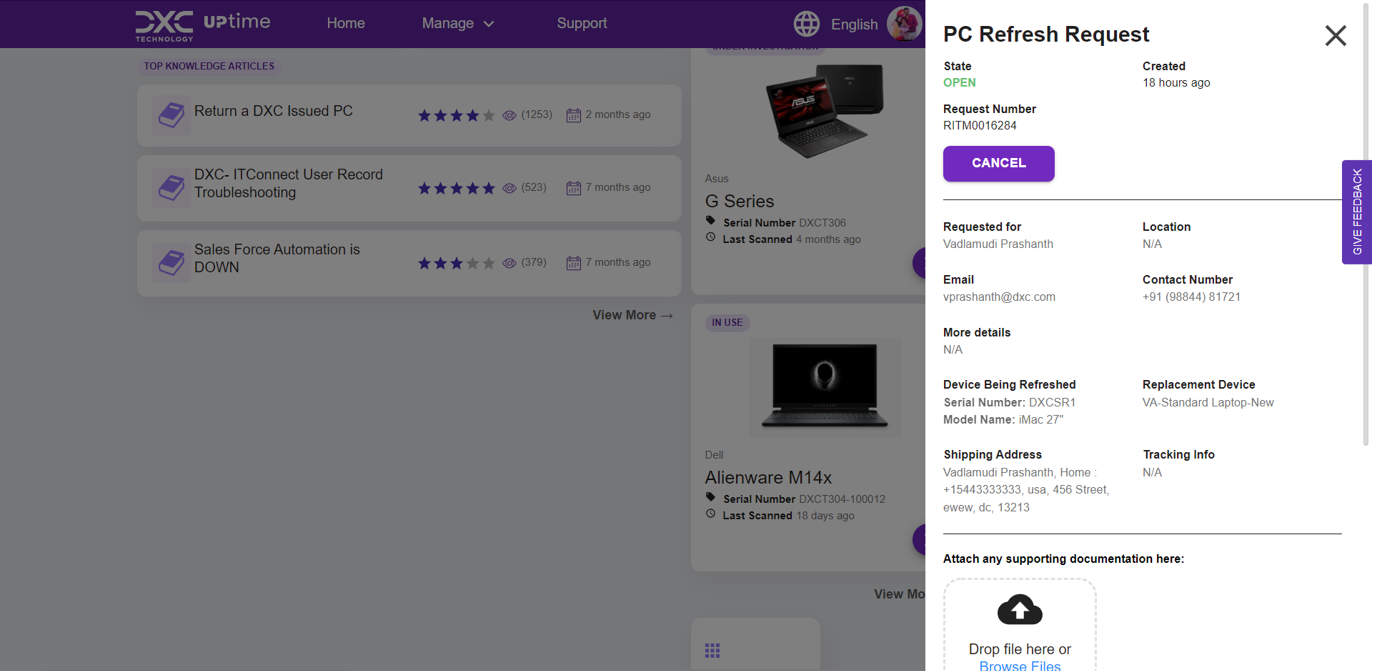 DXC
TECHNOLOGY
UPtime
Home
Manage
Support
English
TOP KNOWLEDGE ARTICLES
Return a DXC Issued PC
(1253)
2 months ago
DXC- ITConnect User Record
Troubleshooting
(523)
7 months ago
Sales Force Automation is
DOWN
(379)
7 months ago
View More →
UNDER INVESTIGATION
ASUS
Asus
G Series
Serial Number DXCT306
Last Scanned 4 months ago
IN USE
Dell
Alienware M14x
Serial Number DXCT304-100012
Last Scanned 18 days ago
View Mo
PC Refresh Request
State
OPEN
Created
18 hours ago
Request Number
RITM0016284
CANCEL
GIVE FEEDBACK
Requested for
Vadlamudi Prashanth
Location
N/A
Email
vprashanth@dxc.com
Contact Number
+91 (98844) 81721
More details
N/A
Device Being Refreshed
Serial Number: DXCSR1
Model Name: iMac 27"
Replacement Device
VA-Standard Laptop-New
Shipping Address
Vadlamudi Prashanth, Home :
+15443333333, usa, 456 Street,
ewew, dc, 13213
Tracking Info
N/A
Attach any supporting documentation here:
Drop file here or
Browse Files